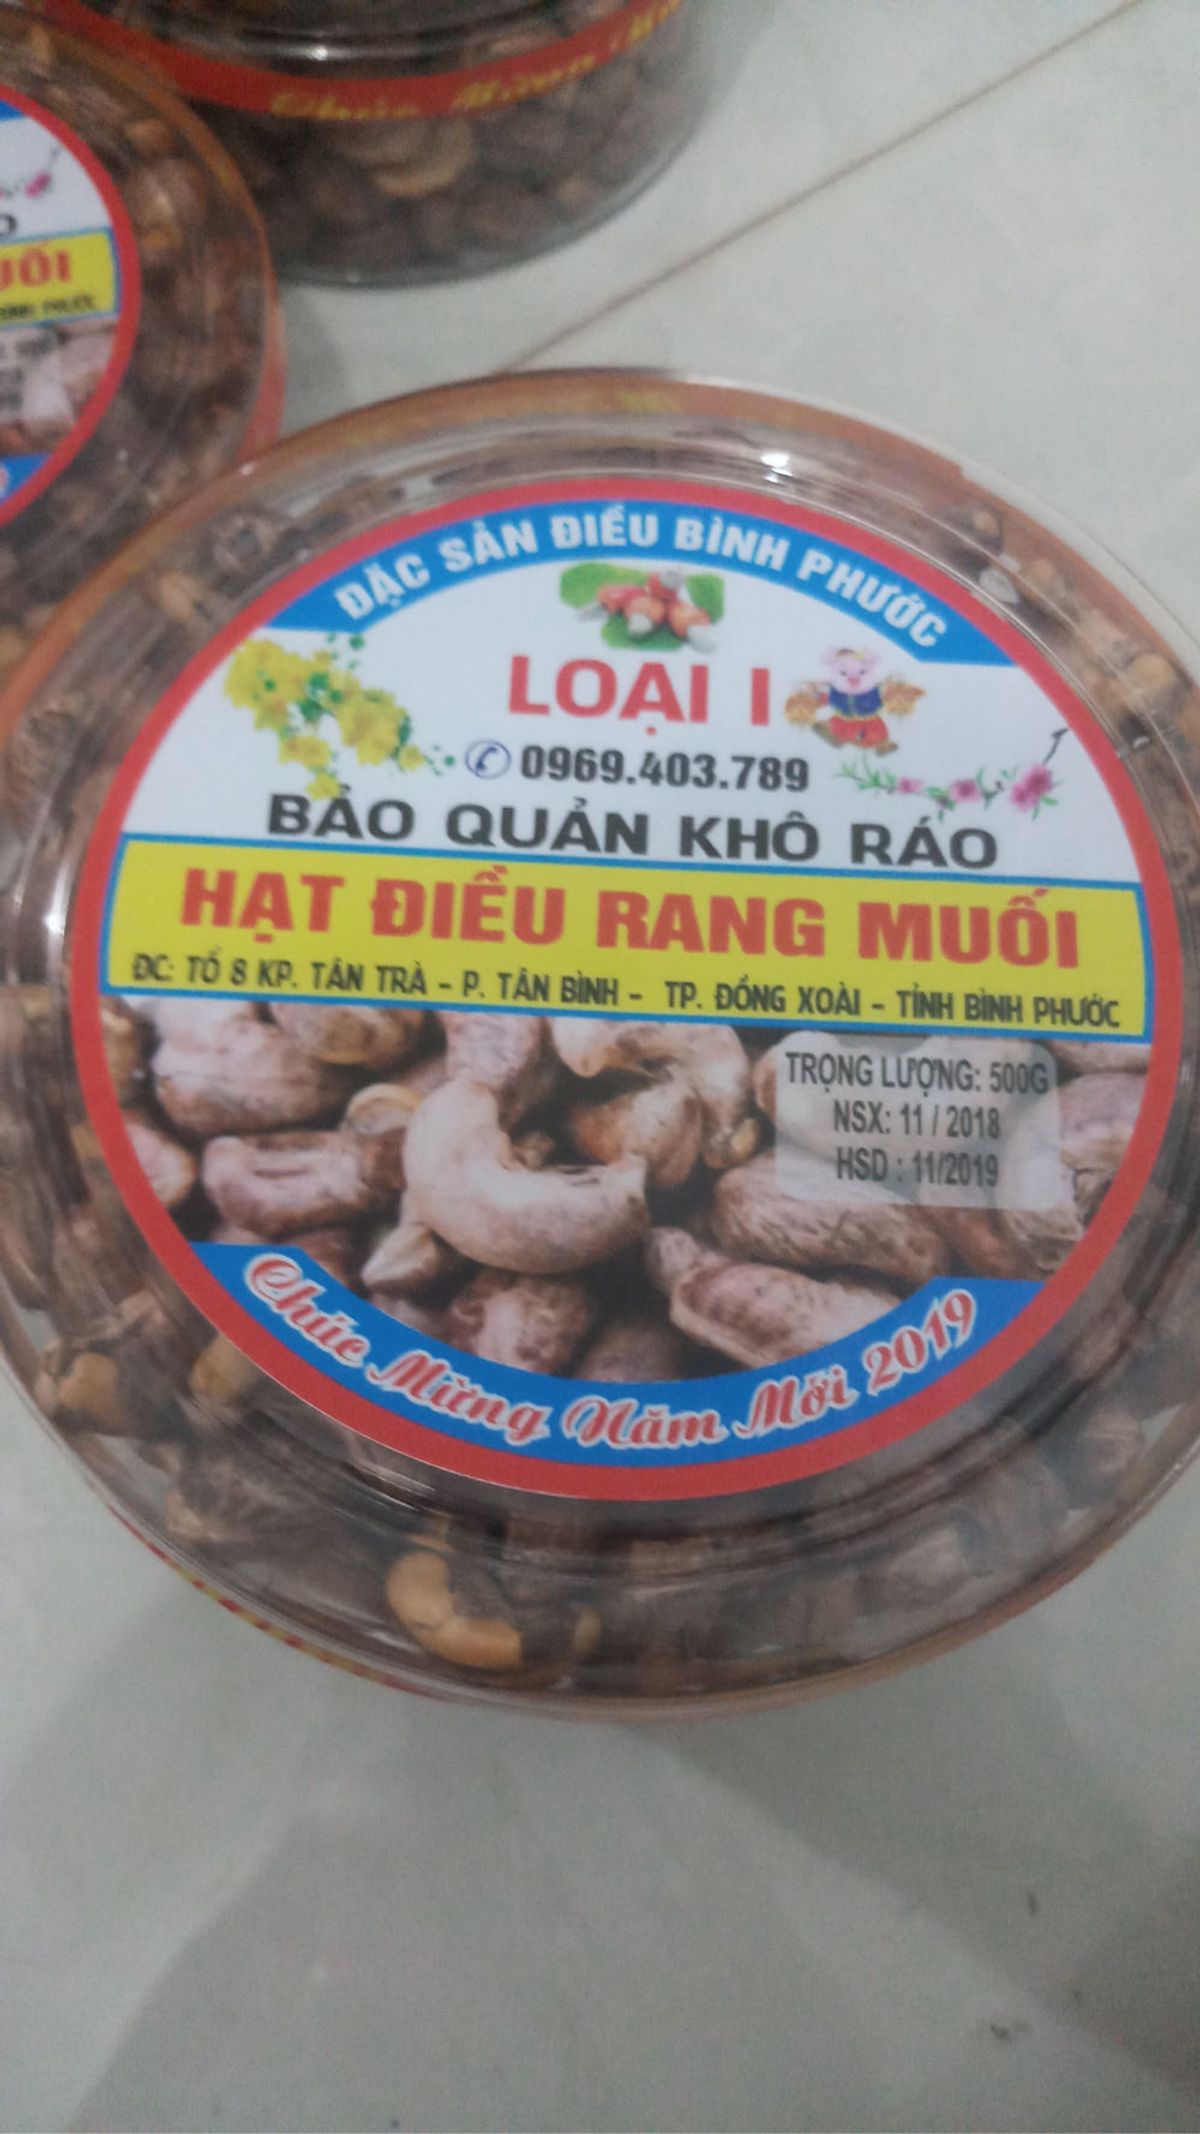 ĐẶC SẢN ĐIỀU BÌNH PHƯỚC
LOẠI I
0969.403.789
BẢO QUẢN KHÔ RÁO
HẠT ĐIỀU RANG MUỐI
ĐC: TỔ 8 KP. TÂN TRÀ - P. TÂN BÌNH - TP. ĐỒNG XOÀI - TỈNH BÌNH PHƯỚC
TRỌNG LƯỢNG: 500G
NSX: 11 / 2018
HSD : 11/2019
Chúc Mừng Năm Mới 2019